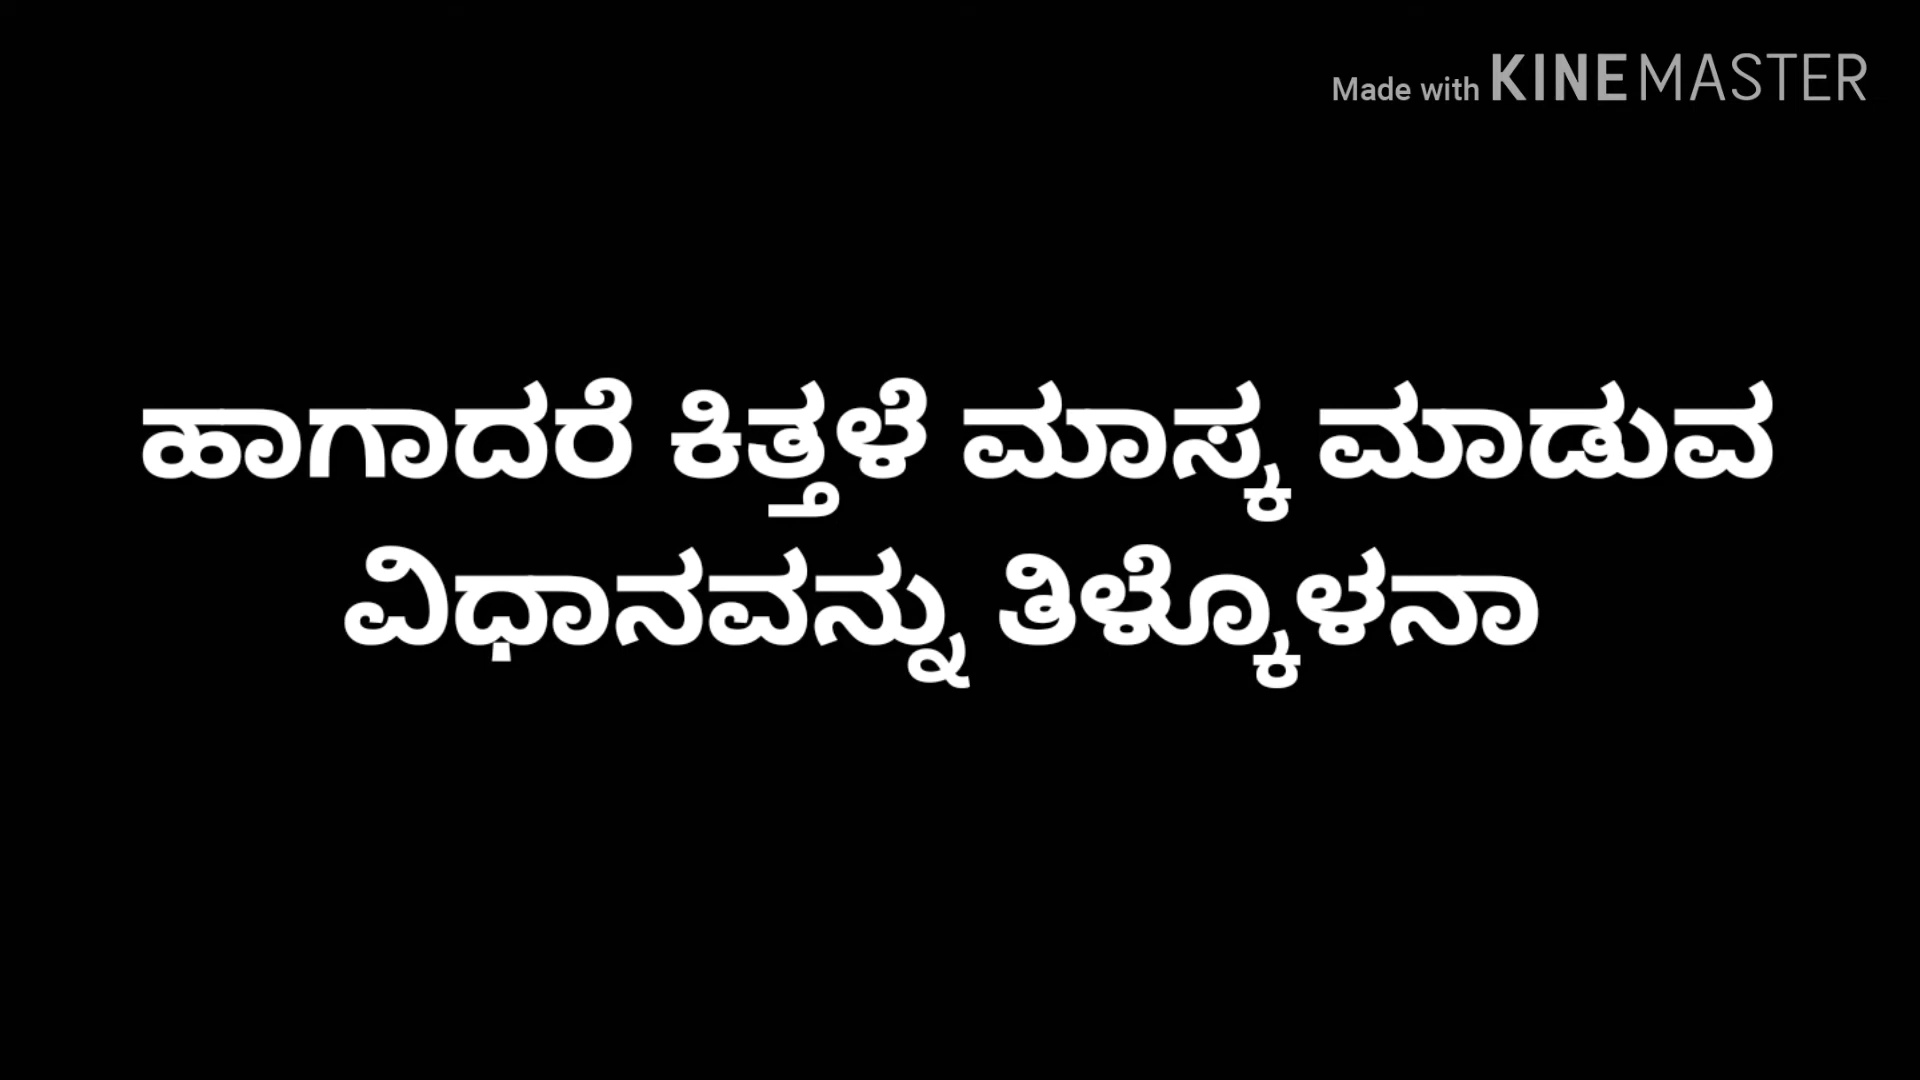 Made with KINEMASTER
ಹಾಗಾದರೆ ಕಿತ್ತಳೆ ಮಾಸ್ಕ ಮಾಡುವ
ವಿಧಾನವನ್ನು ತಿಳ್ಕೊಳನಾ